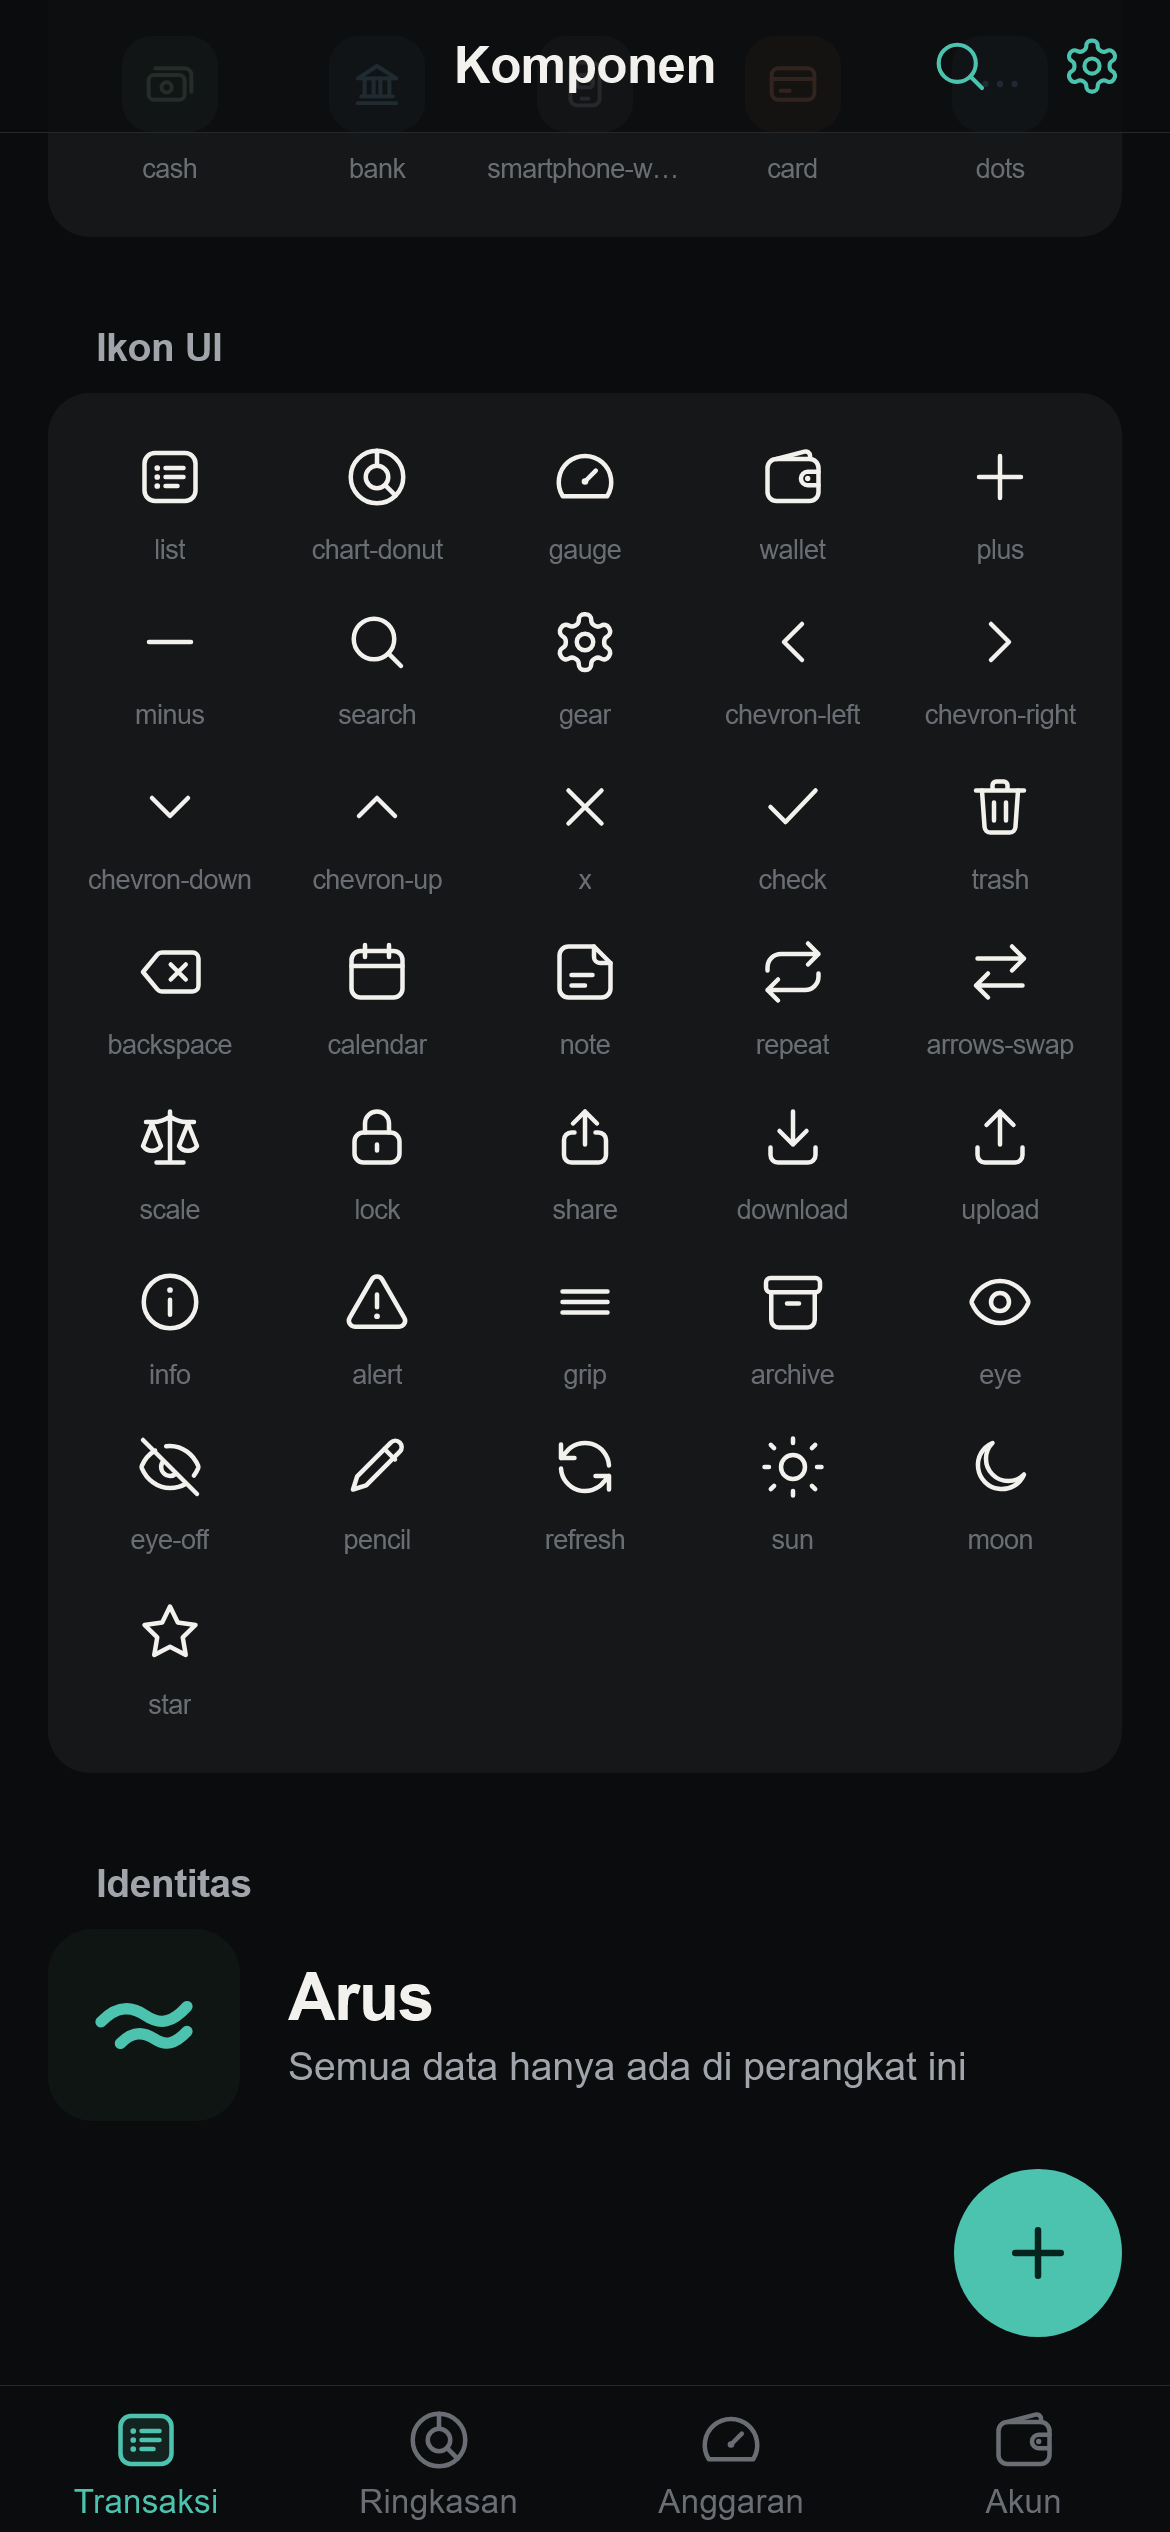 Komponen
cash bank smartphone-w… card dots
Ikon UI
list chart-donut gauge wallet plus
minus search gear chevron-left chevron-right
chevron-down chevron-up x check trash
backspace calendar note repeat arrows-swap
scale lock share download upload
info alert grip archive eye
eye-off pencil refresh sun moon
star
Identitas
Arus
Semua data hanya ada di perangkat ini
Transaksi Ringkasan Anggaran Akun